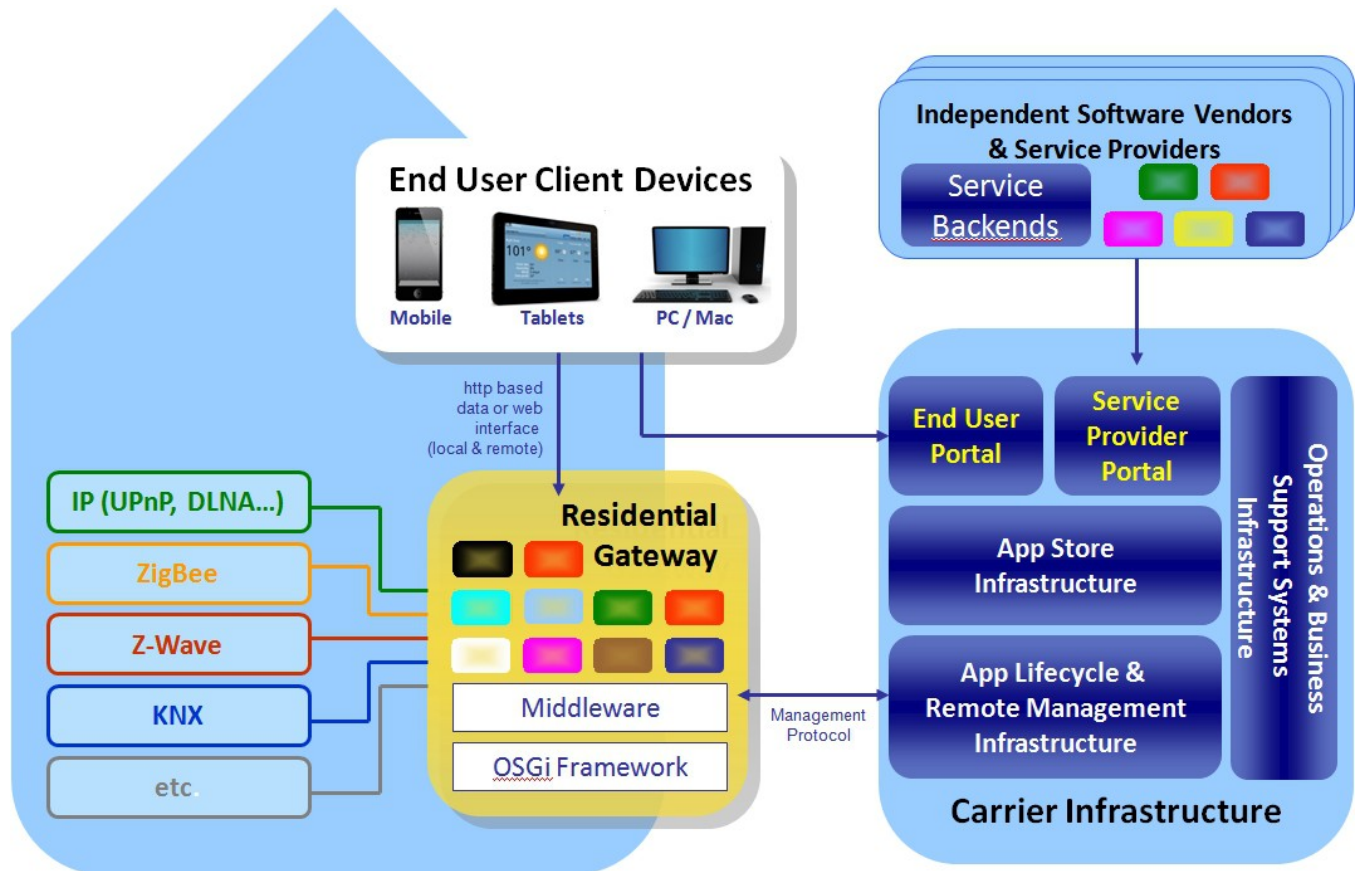 End User Client Devices
101°
Mobile
Tablets
PC / Mac
http based
data or web
interface
(local & remote)
IP (UPnP, DLNA...)
ZigBee
Z-Wave
KNX
etc.
Residential
Gateway
Middleware
OSGi Framework
Management
Protocol
Independent Software Vendors
& Service Providers
Service
Backends
End User
Portal
Service
Provider
Portal
App Store
Infrastructure
App Lifecycle &
Remote Management
Infrastructure
Operations & Business
Support Systems
Infrastructure
Carrier Infrastructure